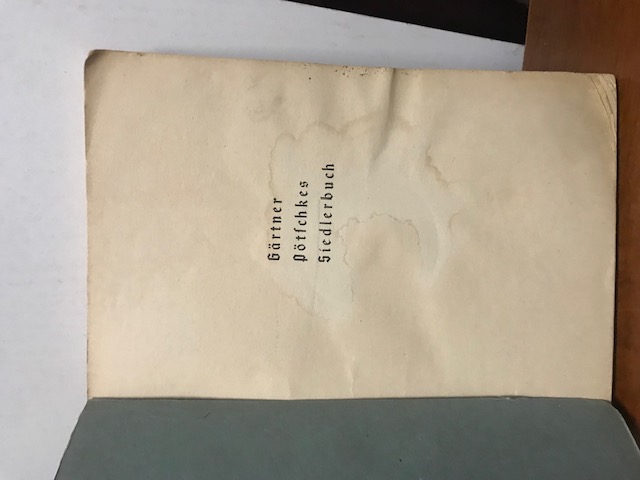 Gärtner
Pötſchkes
Siedlerbuch